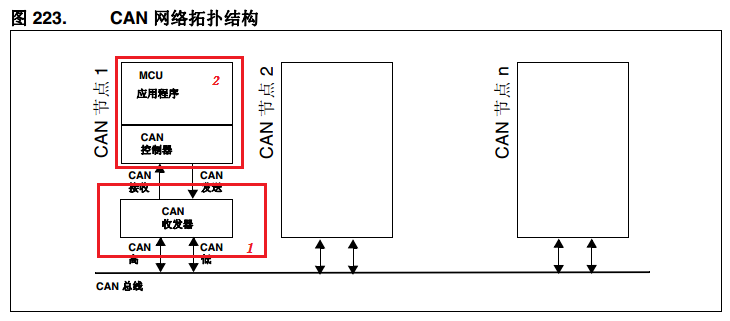 图 223. CAN 网络拓扑结构
CAN 节点 1
MCU
应用程序
2
CAN
控制器
CAN
接收
CAN
发送
CAN
收发器
1
CAN
高
CAN
低
CAN 节点 2
CAN 节点 n
CAN 总线